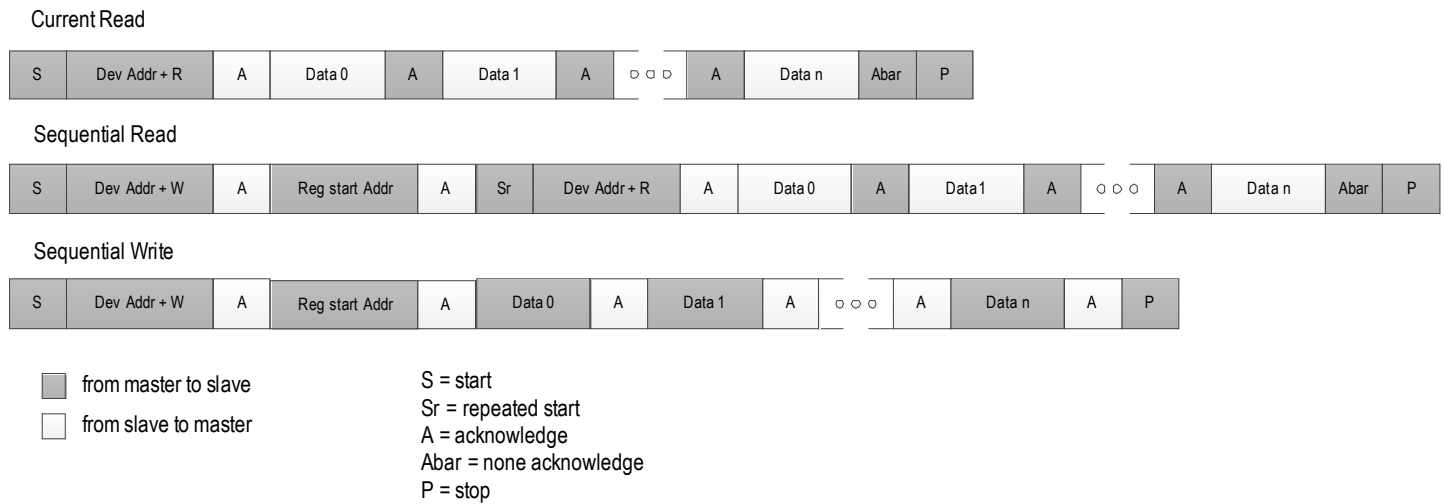 Current Read
S Dev Addr + R A Data 0 A Data 1 A A Data n Abar P
Sequential Read
S Dev Addr + W A Reg start Addr A Sr Dev Addr + R A Data 0 A Data1 A A Data n Abar P
Sequential Write
S Dev Addr + W A Reg start Addr A Data 0 A Data 1 A A Data n A P
from master to slave
from slave to master
S = start
Sr = repeated start
A = acknowledge
Abar = none acknowledge
P = stop